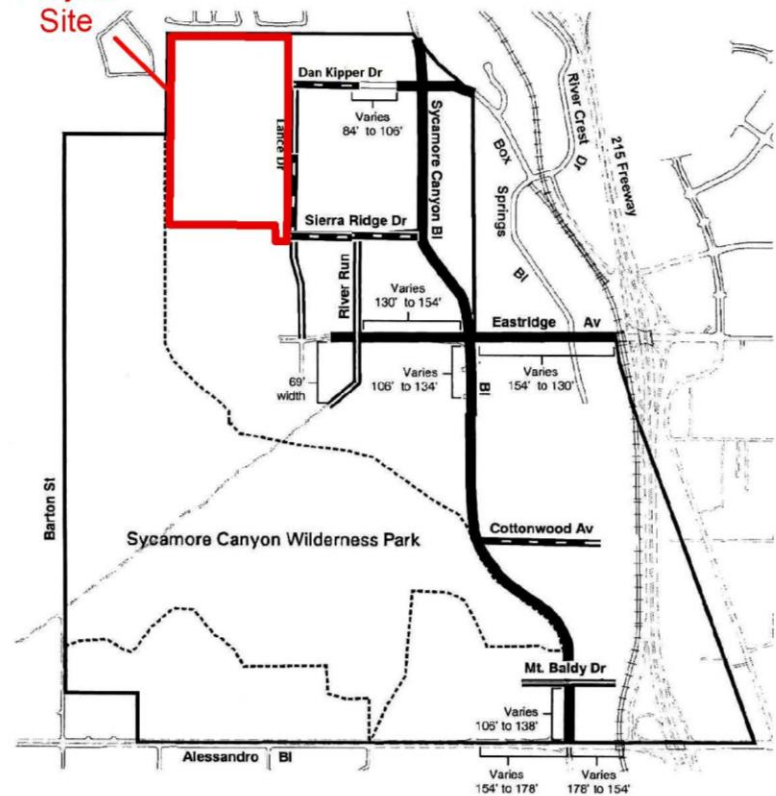 Site
Dan Kipper Dr
Varies
84' to 106'
Lance Dr
Sycamore Canyon Bl
River Crest Dr
Box Springs Bl
215 Freeway
Sierra Ridge Dr
River Run
Varies
130' to 154'
Eastridge Av
69'
width
Varies
106' to 134'
Bl
Varies
154' to 130'
Barton St
Sycamore Canyon Wilderness Park
Cottonwood Av
Mt. Baldy Dr
Varies
106' to 138'
Alessandro Bl
Varies
154' to 178'
Varies
178' to 154'